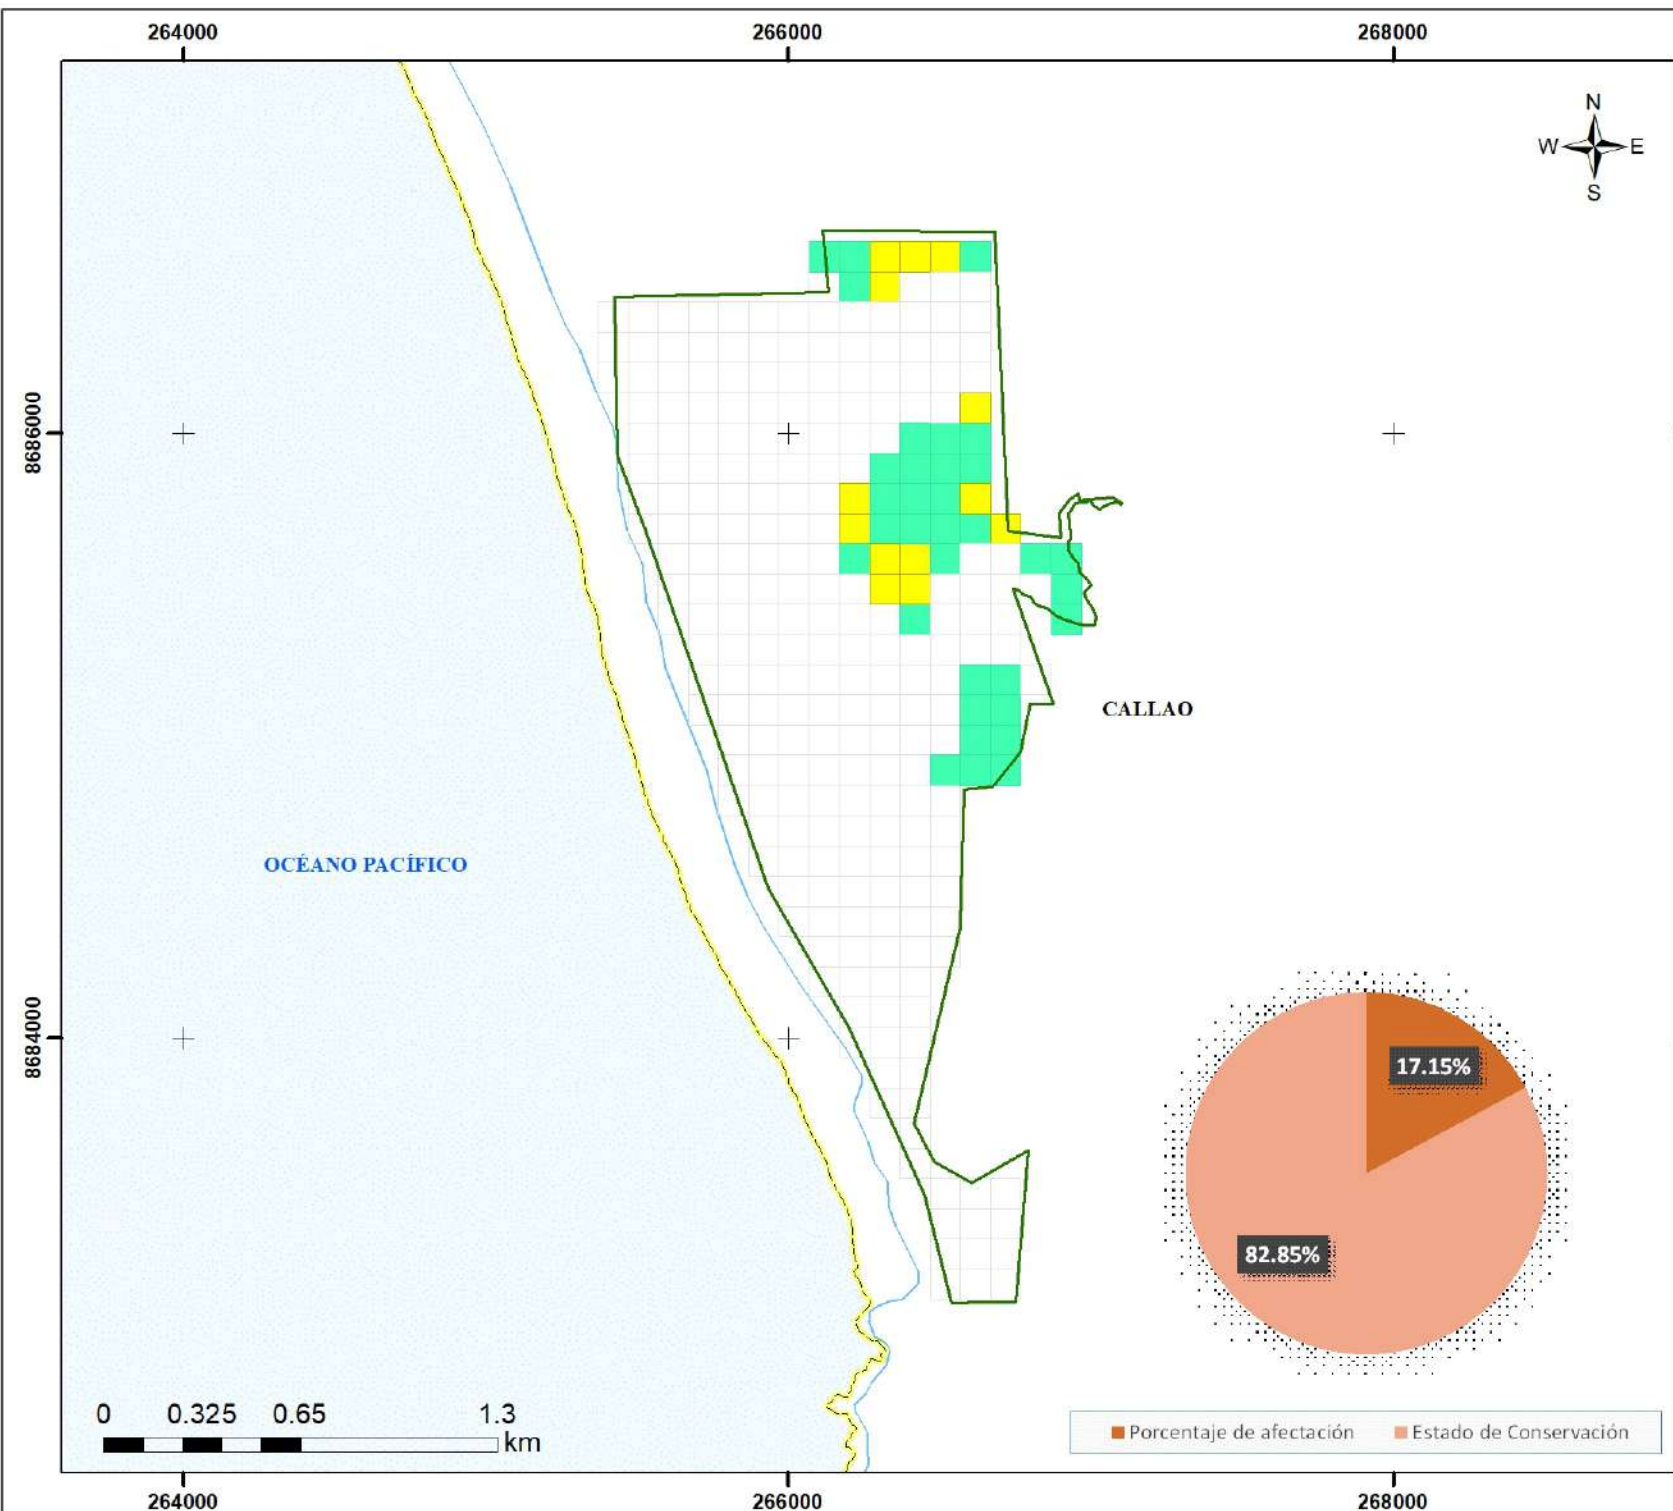 264000 266000 268000
N
W E
S
8686000
CALLAO
OCÉANO PACÍFICO
8684000
17.15%
82.85%
0 0.325 0.65 1.3
km
Porcentaje de afectación Estado de Conservación
264000 266000 268000